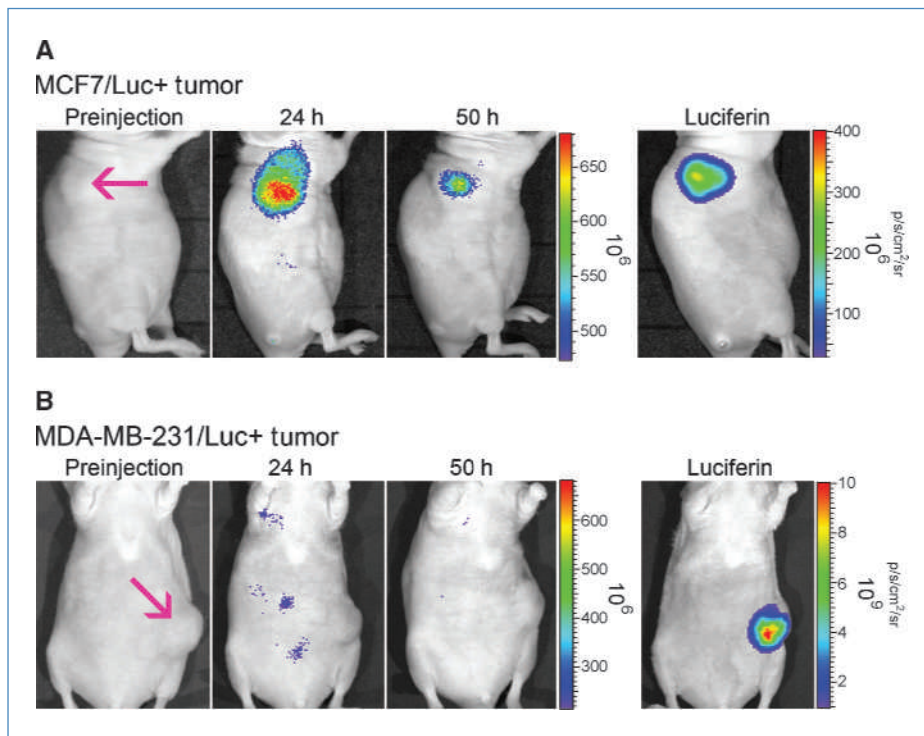 A
MCF7/Luc+ tumor
Preinjection 24 h 50 h Luciferin
650
600
550
500
10⁶
400
300
200
100
p/s/cm²/sr
10⁶
B
MDA-MB-231/Luc+ tumor
Preinjection 24 h 50 h Luciferin
600
500
400
300
10⁶
10
8
6
4
2
p/s/cm²/sr
10⁹